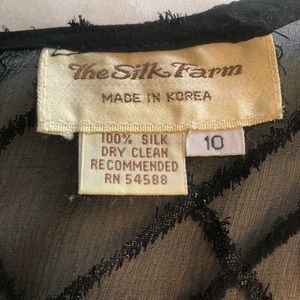 The Silk Farm
MADE IN KOREA
100% SILK
DRY CLEAN
RECOMMENDED
RN 54588
10